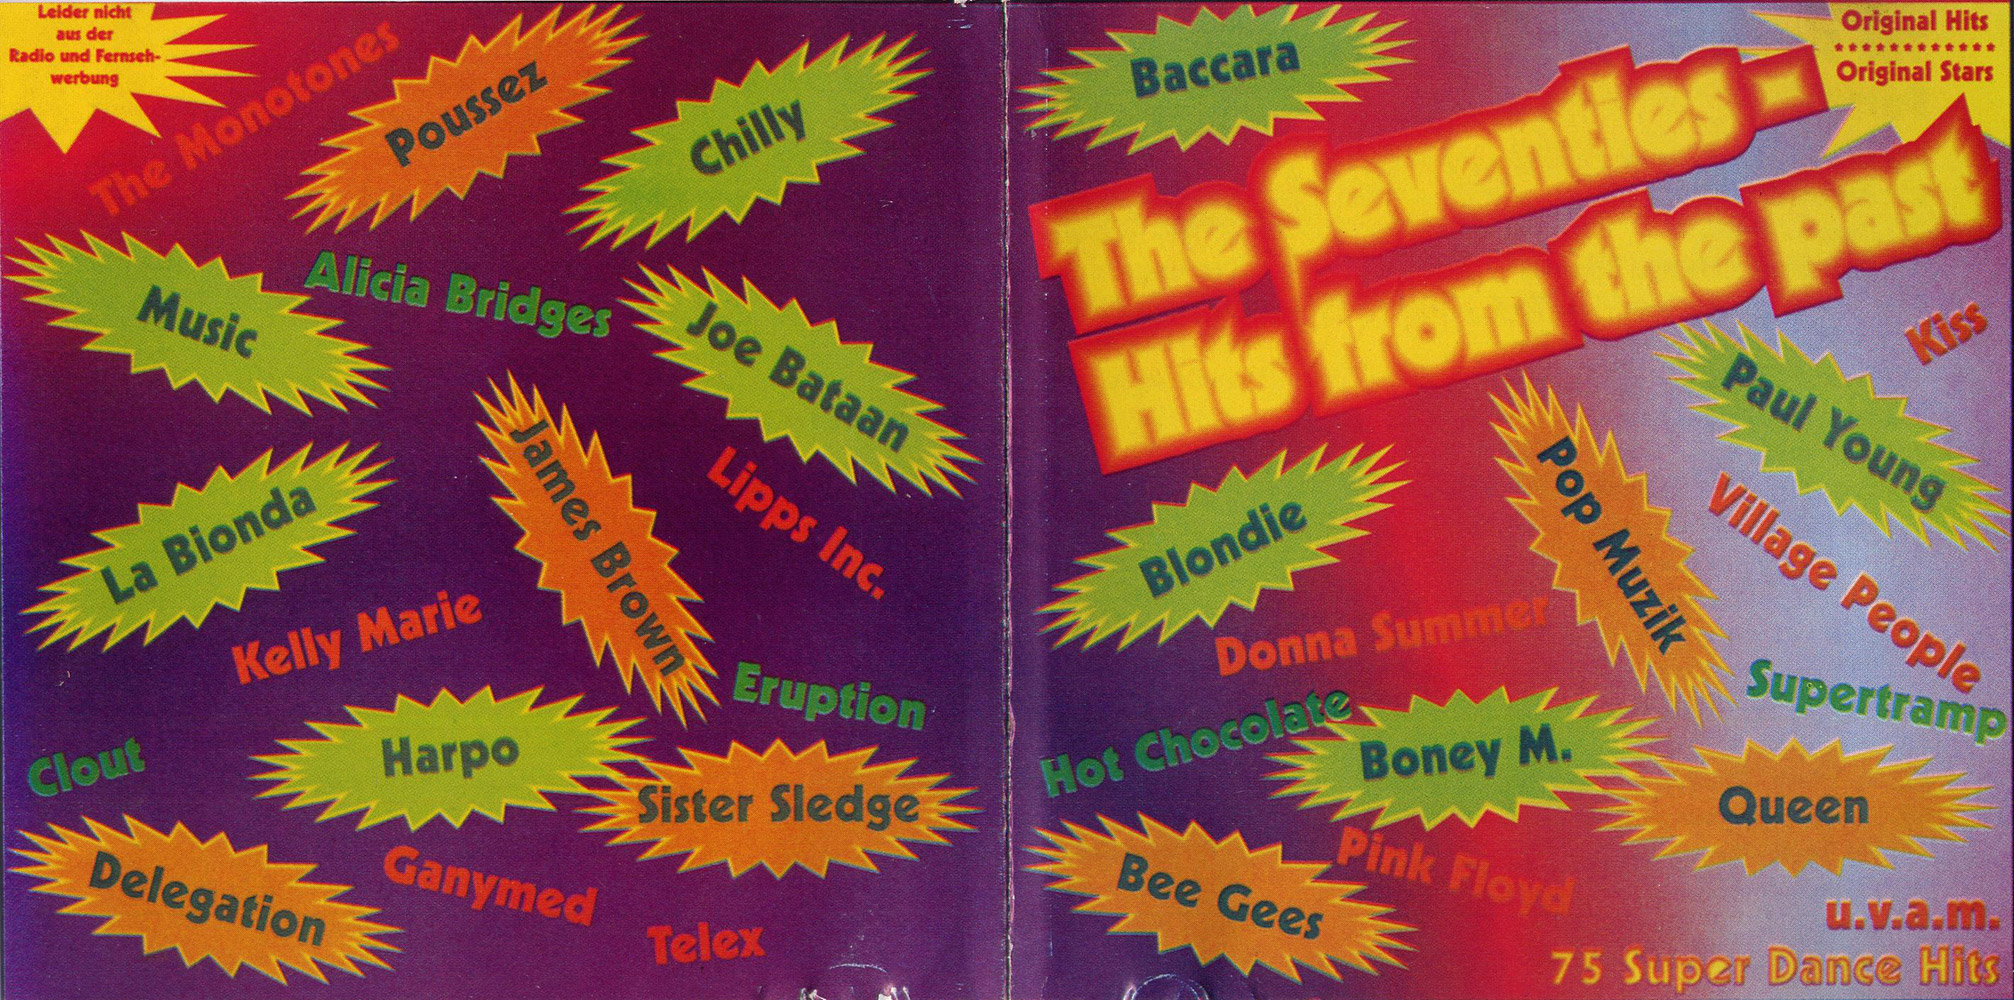 Leider nicht
aus der
Radio und Fernseh-
werbung
The Monotones
Poussez
Chilly
Music
Alicia Bridges
Joe Bataan
James Brown
La Bionda
Lipps Inc.
Kelly Marie
Eruption
Clout
Harpo
Sister Sledge
Delegation
Ganymed
Telex
Baccara
Original Hits
Original Stars
The Seventies -
Hits from the past
Kiss
Paul Young
Blondie
Pop Muzik
Village People
Donna Summer
Supertramp
Hot Chocolate
Boney M.
Queen
Bee Gees
Pink Floyd
u.v.a.m.
75 Super Dance Hits